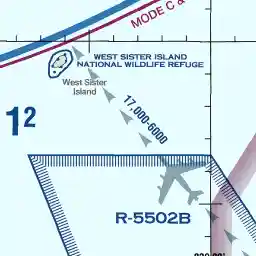 MODE C &
WEST SISTER ISLAND
NATIONAL WILDLIFE REFUGE
West Sister
Island
17,000-6000
1²
R-5502B